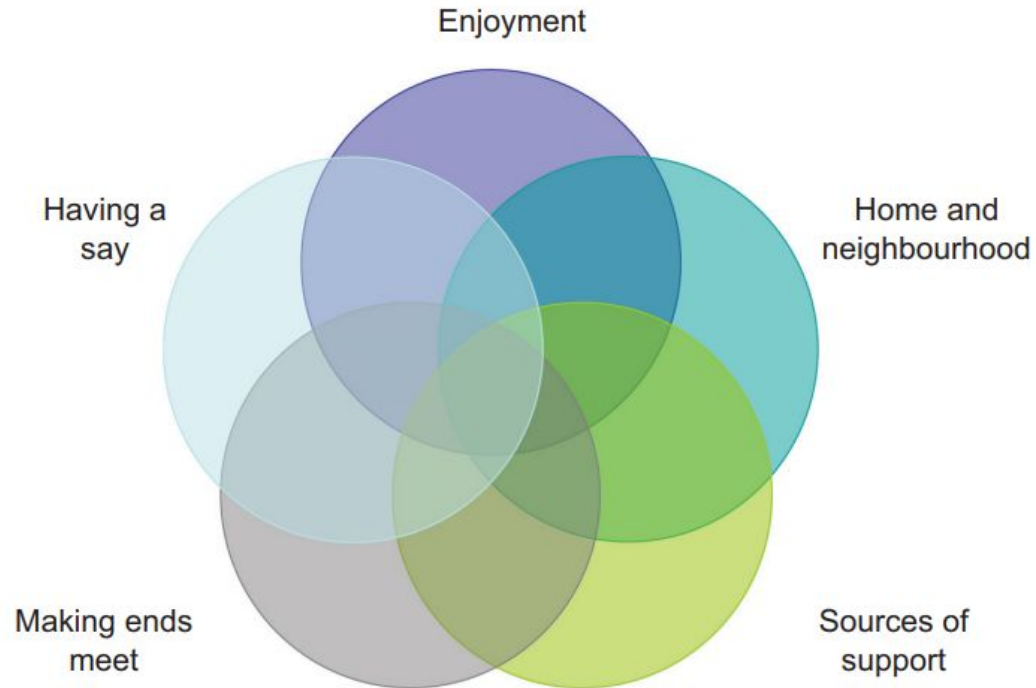 Enjoyment
Having a
say
Home and
neighbourhood
Making ends
meet
Sources of
support